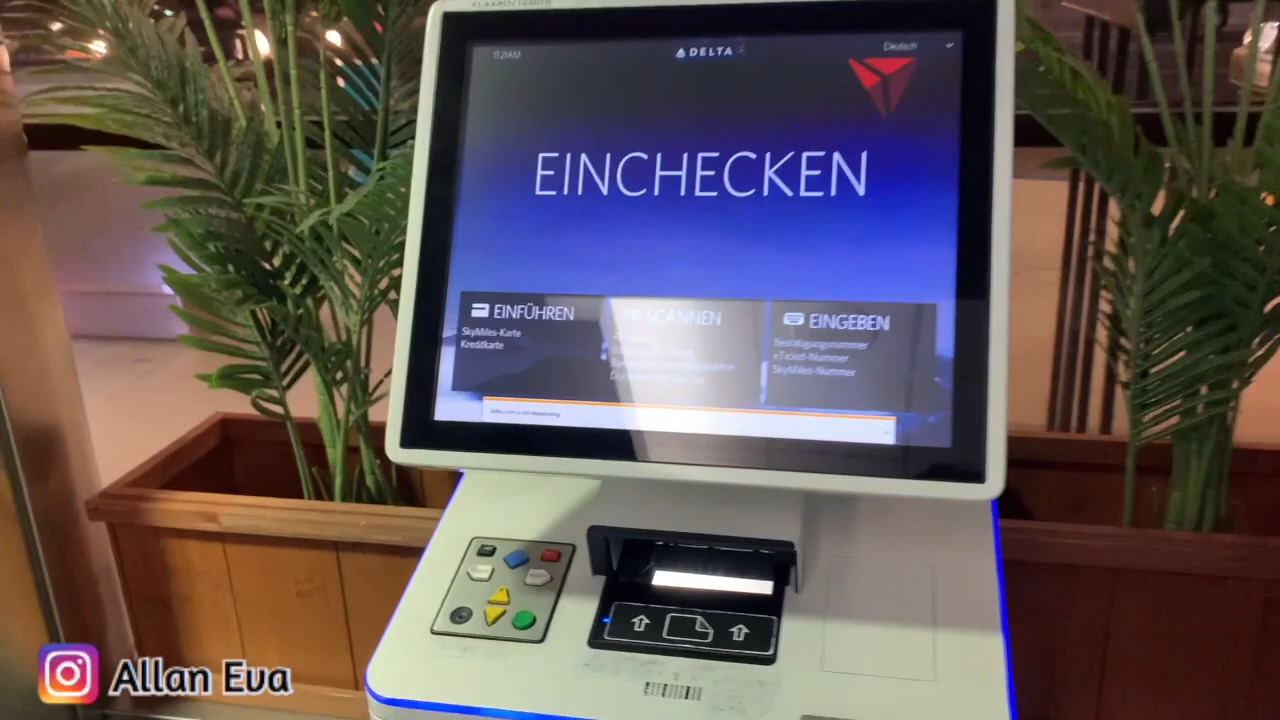 11:21AM
DELTA
Deutsch
EINCHECKEN
EINFÜHREN
SkyMiles-Karte
Kreditkarte
SCANNEN
EINGEBEN
Bestätigungsnummer
eTicket-Nummer
SkyMiles-Nummer
Allan Eva